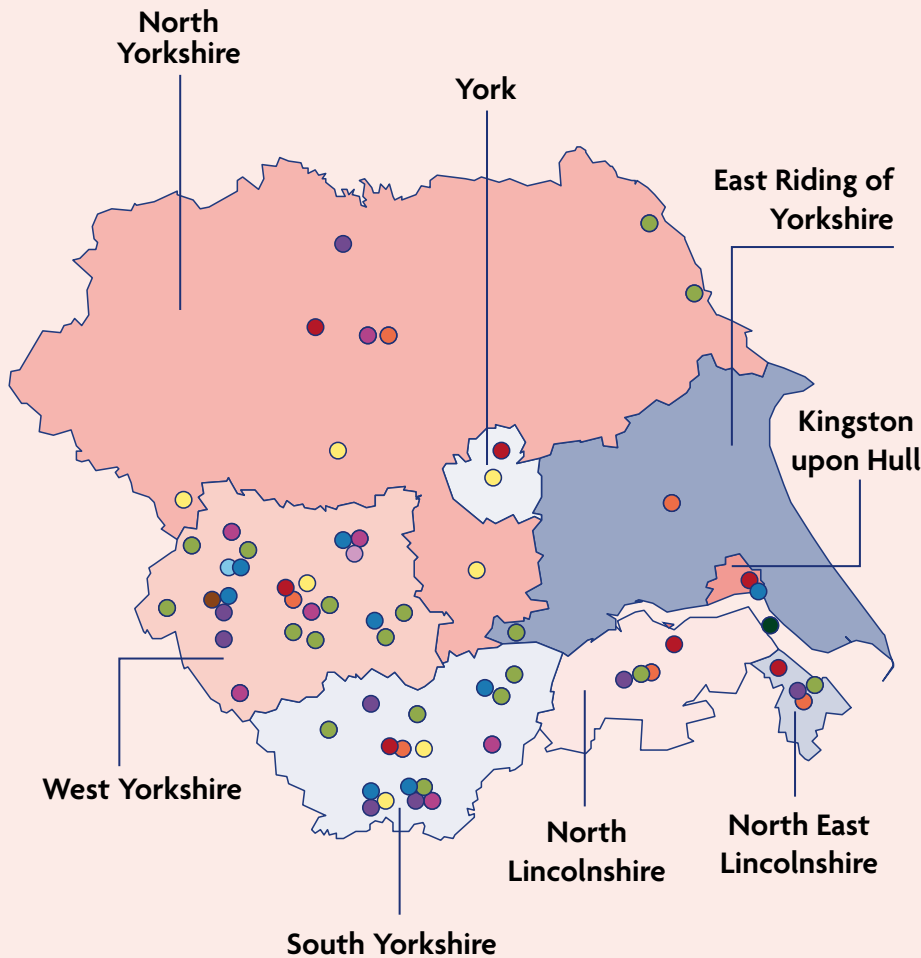 North
Yorkshire
York
East Riding of
Yorkshire
Kingston
upon Hull
West Yorkshire
North
Lincolnshire
North East
Lincolnshire
South Yorkshire